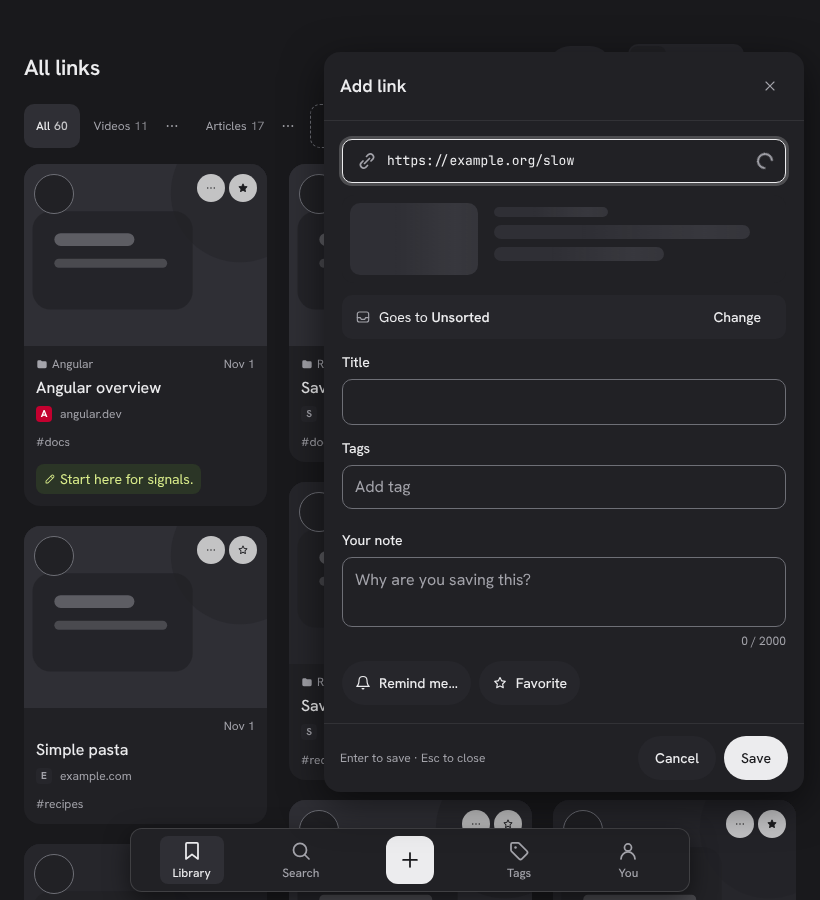 All links
All 60
Videos 11
...
Articles 17
...
Angular
Nov 1
Angular overview
A angular.dev
#docs
Start here for signals.
Nov 1
Simple pasta
E example.com
#recipes
S
S
Add link
https://example.org/slow
Goes to Unsorted
Change
Title
Tags
Add tag
Your note
Why are you saving this?
0 / 2000
Remind me...
Favorite
Enter to save · Esc to close
Cancel
Save
Library
Search
Tags
You